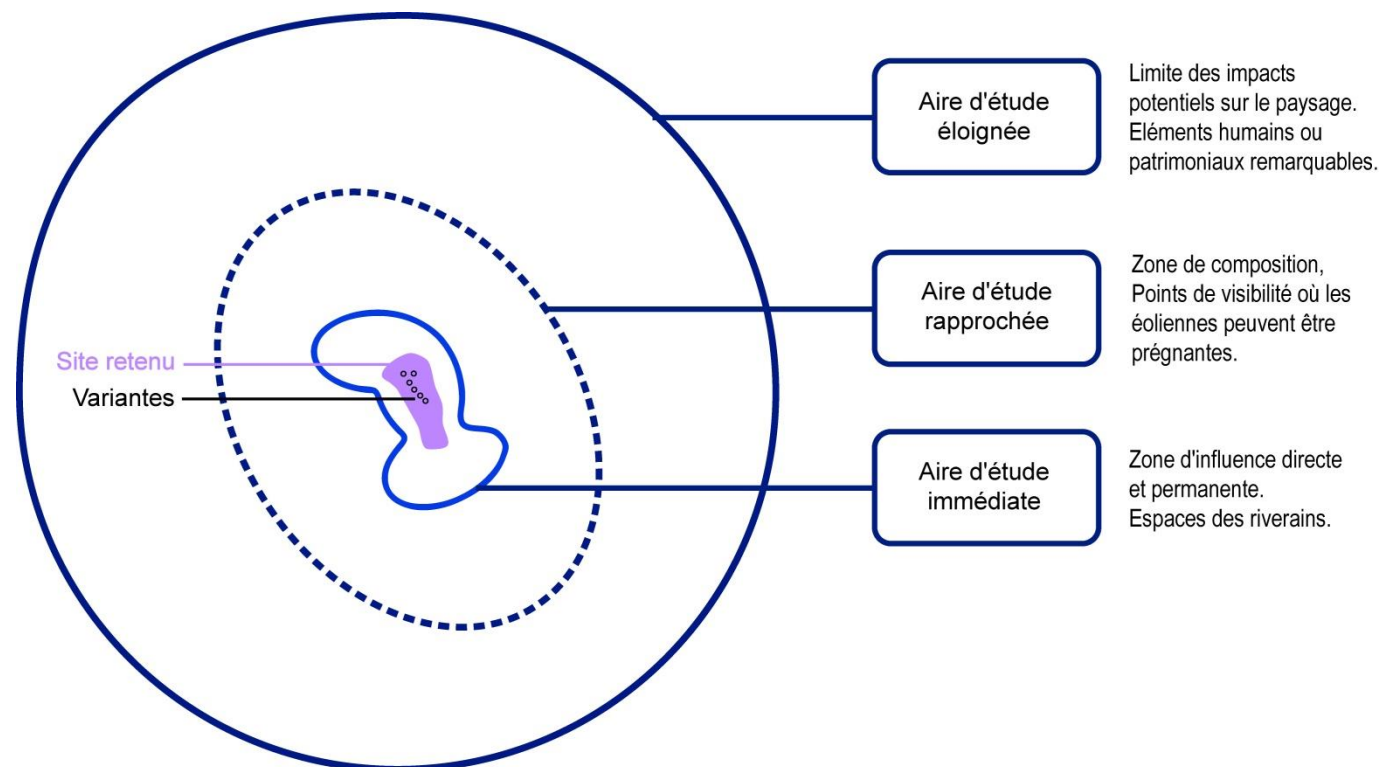 Aire d'étude
éloignée
Limite des impacts
potentiels sur le paysage.
Eléments humains ou
patrimoniaux remarquables.
Aire d'étude
rapprochée
Zone de composition,
Points de visibilité où les
éoliennes peuvent être
prégnantes.
Site retenu
Variantes
Aire d'étude
immédiate
Zone d'influence directe
et permanente.
Espaces des riverains.